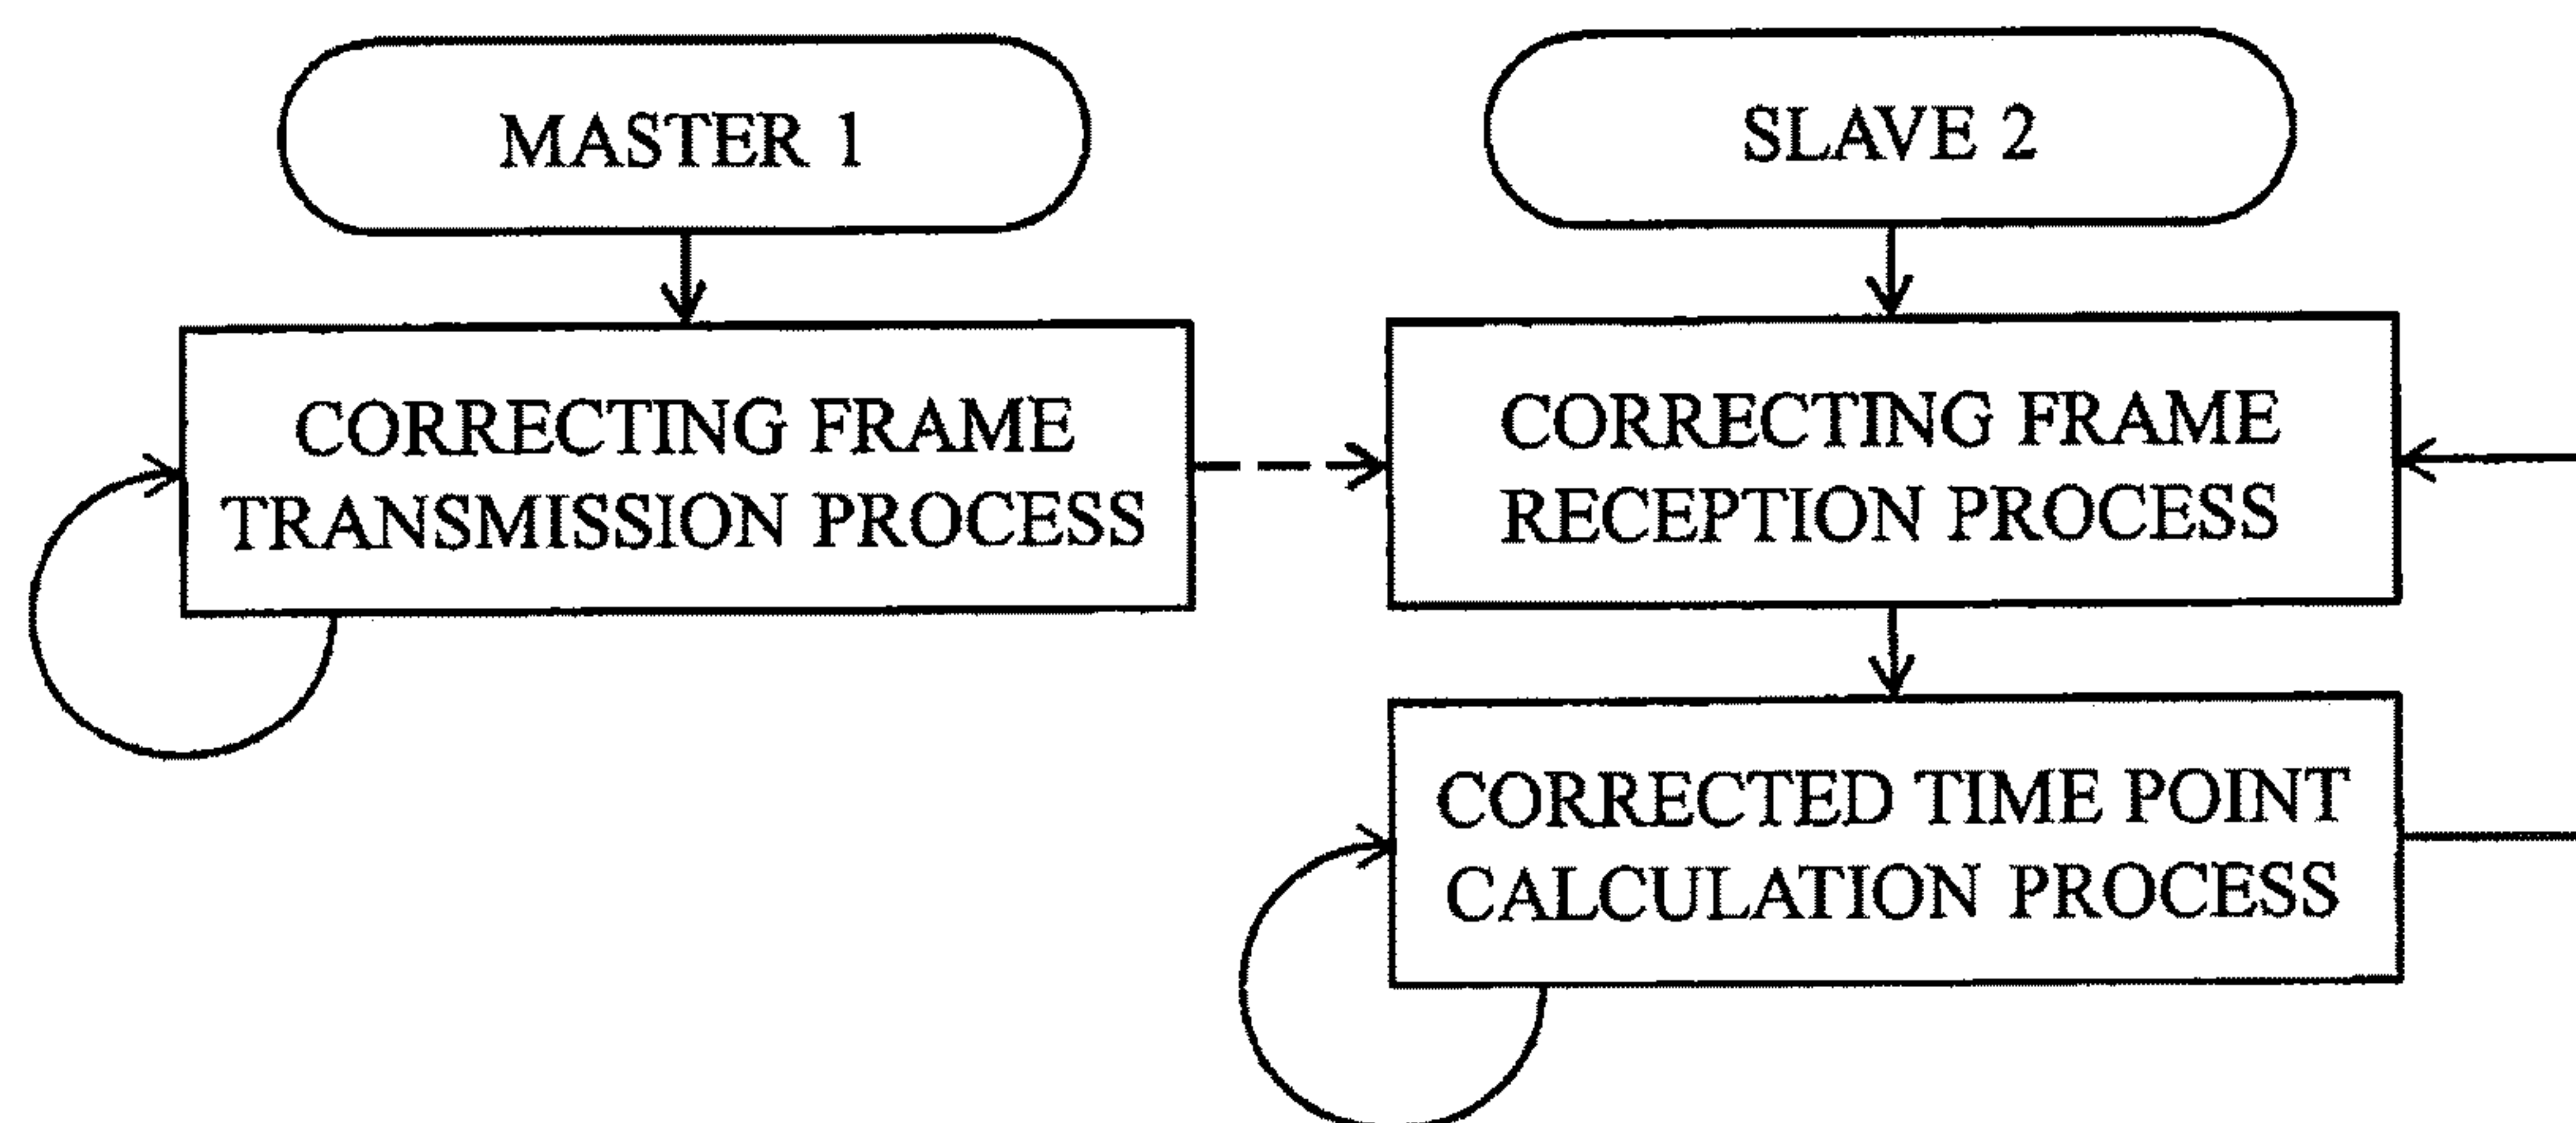 MASTER 1
SLAVE 2
CORRECTING FRAME
TRANSMISSION PROCESS
CORRECTING FRAME
RECEPTION PROCESS
CORRECTED TIME POINT
CALCULATION PROCESS